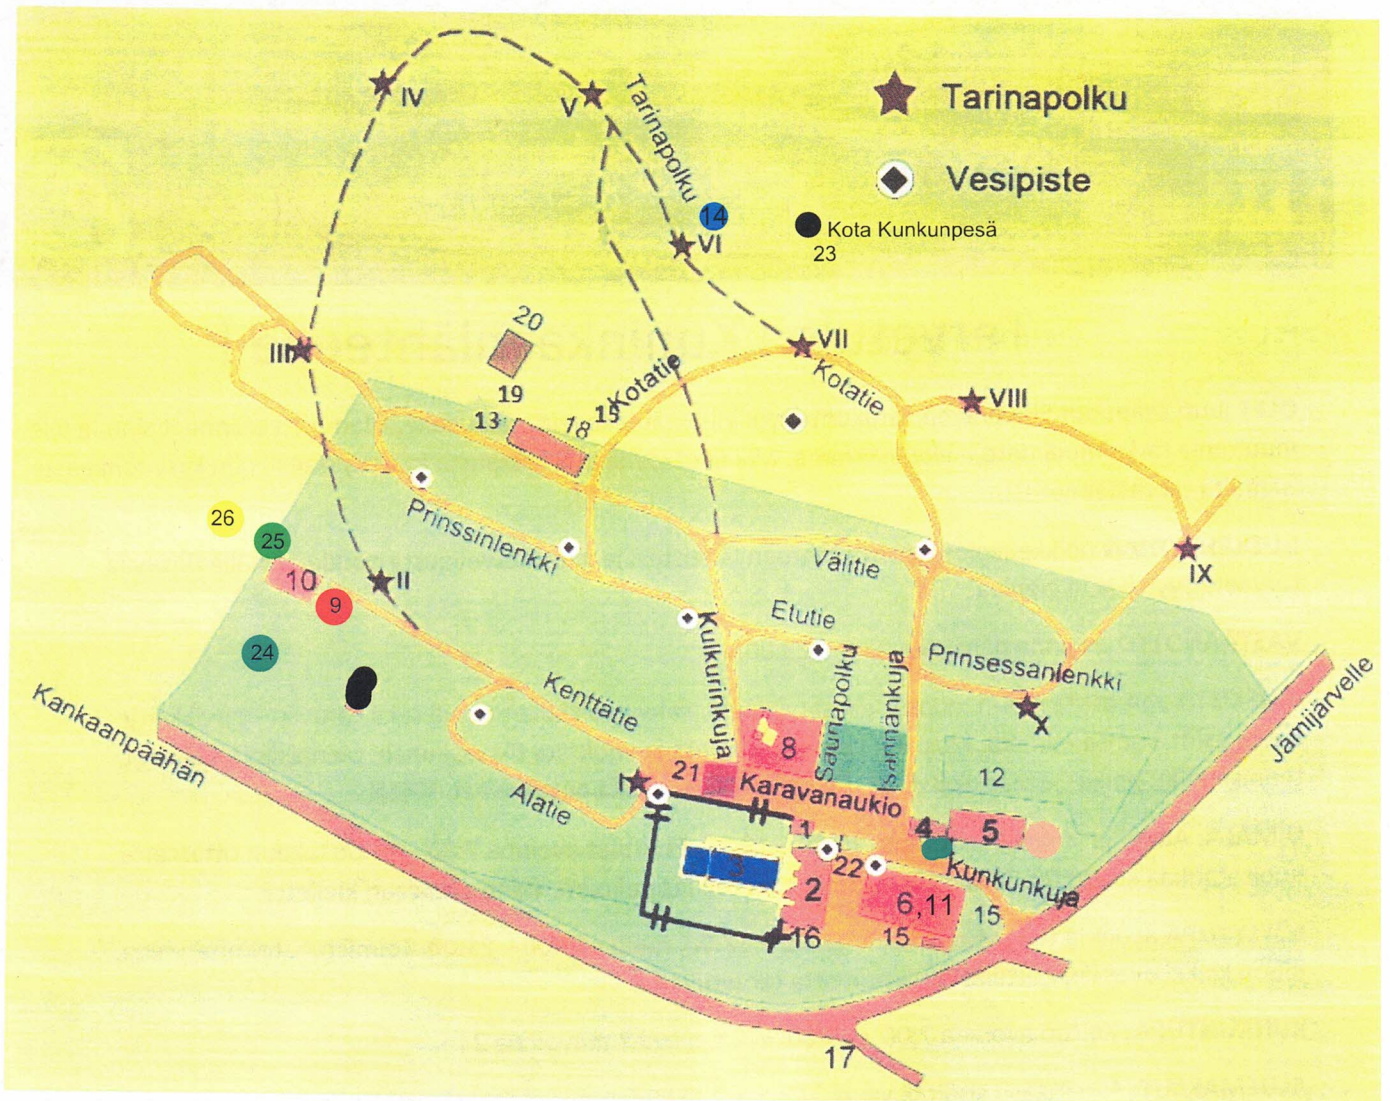 IV
V
Tarinapolku
Tarinapolku
Vesipiste
14
Kota Kunkunpesä
23
VI
VII
III
20
Kotatie
Kotatie
VIII
19
13
18
15
26
25
Prinssinlenkki
Välitie
IX
10
II
9
Etutie
24
Kulkurinkuja
Saunapolku
Isännänkuja
Prinsessanlenkki
Kankaanpäähän
Kenttätie
X
Jämijärvelle
8
21
12
I
Karavanaukio
Alatie
1
4
5
3
22
Kunkunkuja
2
6,11
15
16
15
17